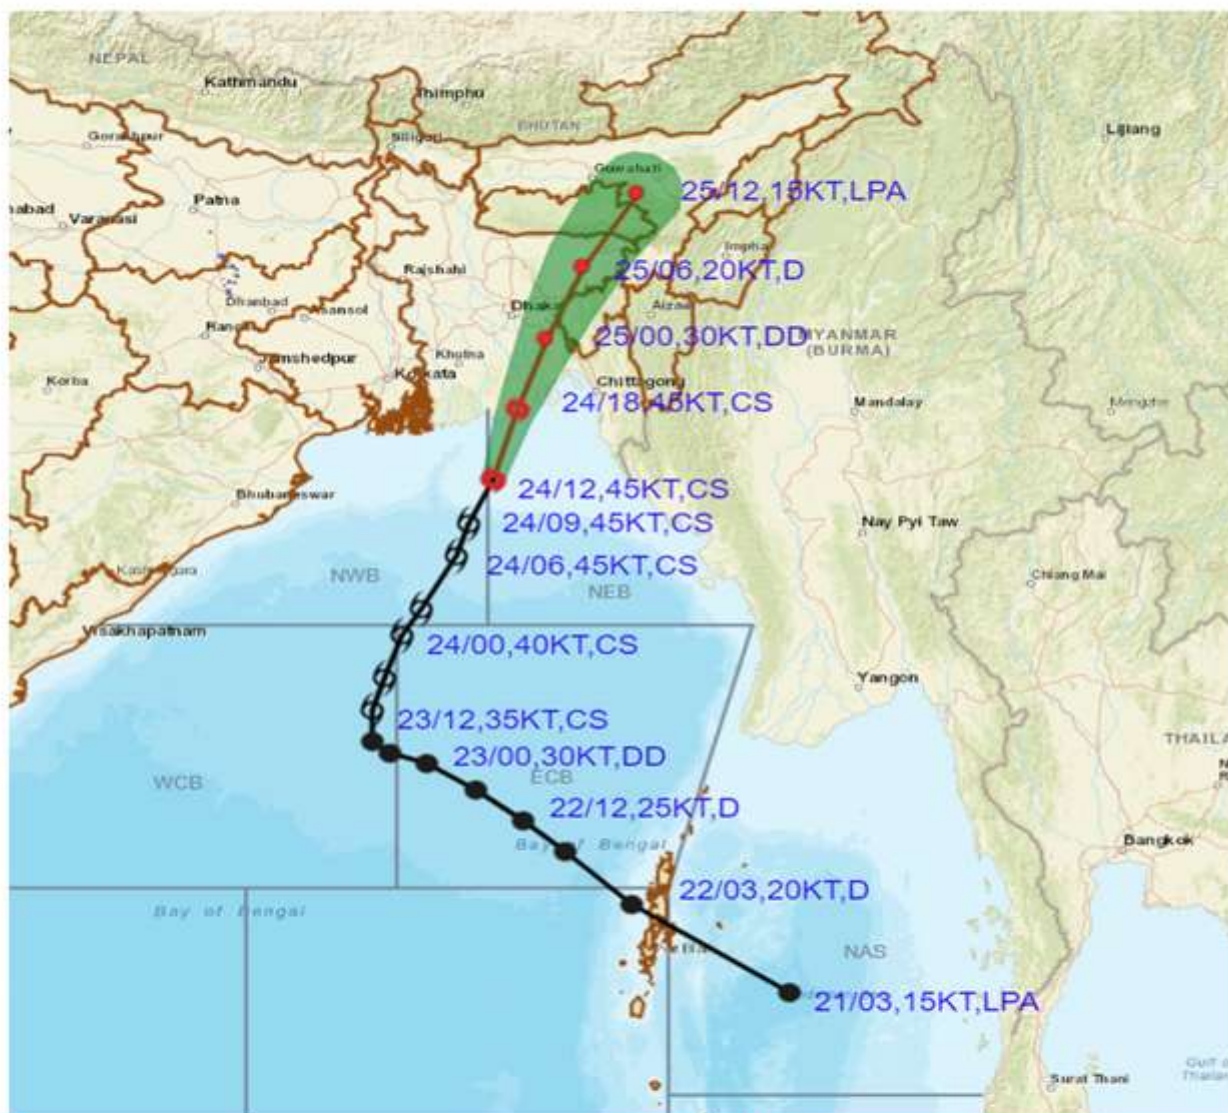 NEPAL
Kathmandu
Thimphu
Lijiang
BHUTAN
Siliguri
Gorakhpur
Guwahati
25/12,15KT,LPA
Patna
Varanasi
Imphal
Rajshahi
25/06,20KT,D
Dhanbad
Asansol
Dhaka
Aizawl
Ranchi
25/00,30KT,DD
MYANMAR
(BURMA)
Jamshedpur
Khulna
Kolkata
Korba
Chittagong
24/18,45KT,CS
Mandalay
24/12,45KT,CS
Bhubaneswar
24/09,45KT,CS
Nay Pyi Taw
24/06,45KT,CS
NWB
NEB
Chiang Mai
Visakhapatnam
24/00,40KT,CS
Yangon
23/12,35KT,CS
THAILA
23/00,30KT,DD
ECB
WCB
22/12,25KT,D
Bay of Bengal
Bangkok
22/03,20KT,D
Bay of Bengal
NAS
21/03,15KT,LPA
Surat Thani